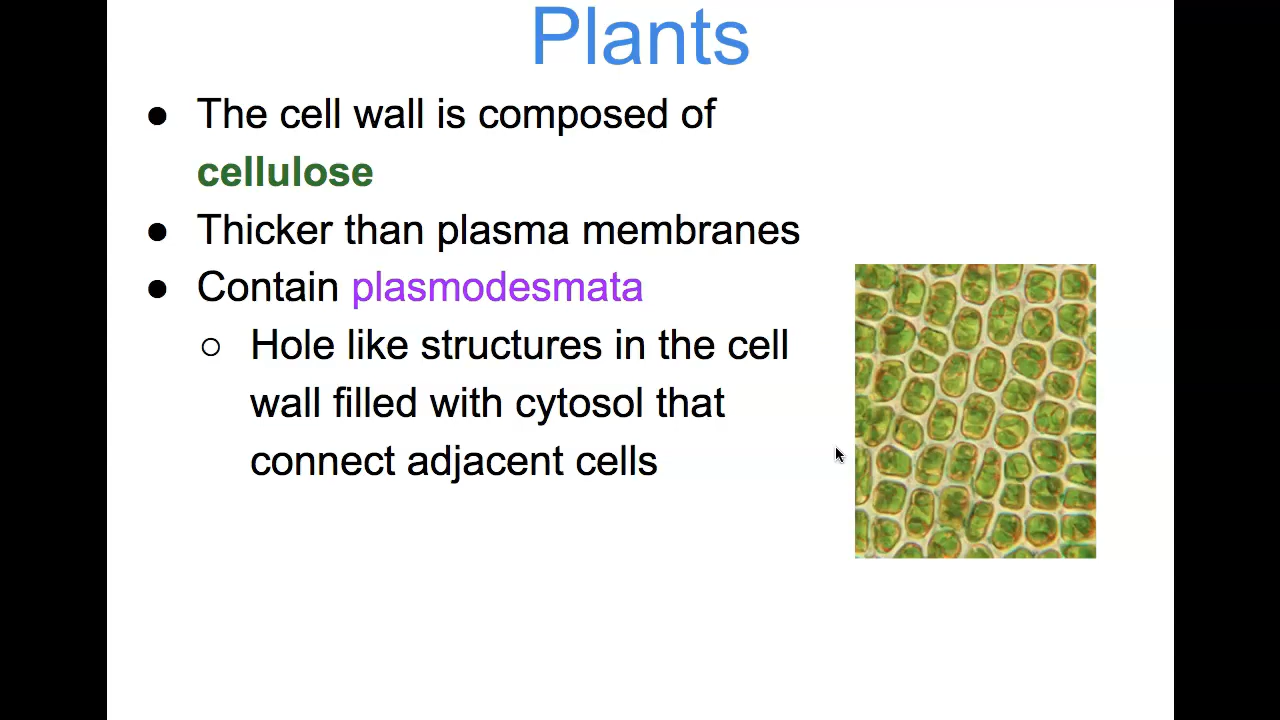 Plants
● The cell wall is composed of
cellulose
● Thicker than plasma membranes
● Contain plasmodesmata
○ Hole like structures in the cell
wall filled with cytosol that
connect adjacent cells